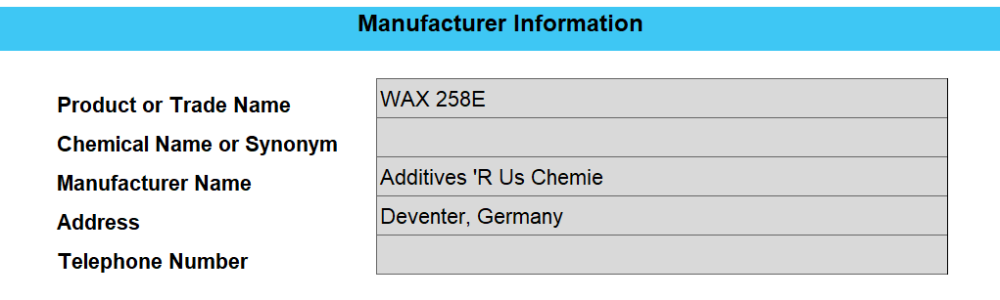 Manufacturer Information
Product or Trade Name WAX 258E
Chemical Name or Synonym
Manufacturer Name Additives 'R Us Chemie
Address Deventer, Germany
Telephone Number